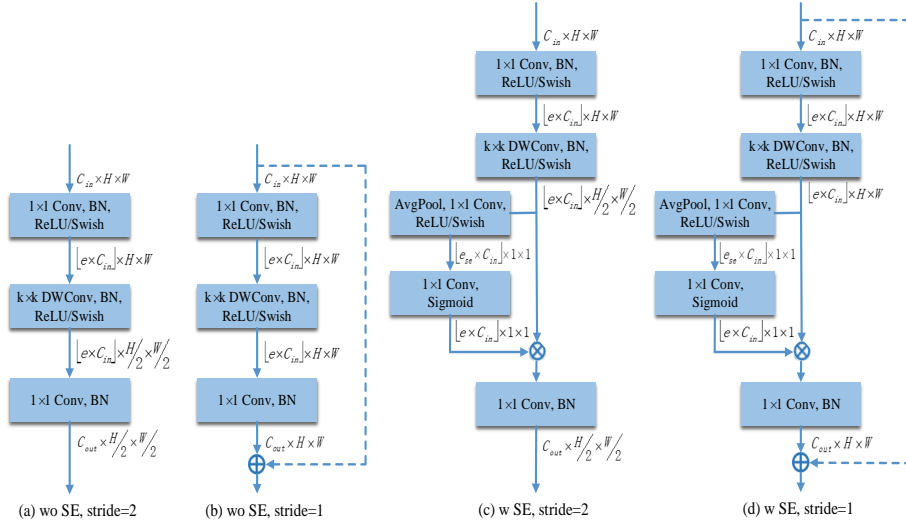 C_in × H × W
1×1 Conv, BN,
ReLU/Swish
⌊e×C_in⌋×H×W
k×k DWConv, BN,
ReLU/Swish
⌊e×C_in⌋×H/2×W/2
1×1 Conv, BN
C_out×H/2×W/2
(a) wo SE, stride=2
C_in×H×W
1×1 Conv, BN,
ReLU/Swish
⌊e×C_in⌋×H×W
k×k DWConv, BN,
ReLU/Swish
⌊e×C_in⌋×H×W
1×1 Conv, BN
C_out×H×W
(b) wo SE, stride=1
C_in×H×W
1×1 Conv, BN,
ReLU/Swish
⌊e×C_in⌋×H×W
k×k DWConv, BN,
ReLU/Swish
⌊e×C_in⌋×H/2×W/2
AvgPool, 1×1 Conv,
ReLU/Swish
⌊e_se×C_in⌋×1×1
1×1 Conv,
Sigmoid
⌊e×C_in⌋×1×1
1×1 Conv, BN
C_out×H/2×W/2
(c) w SE, stride=2
C_in×H×W
1×1 Conv, BN,
ReLU/Swish
⌊e×C_in⌋×H×W
k×k DWConv, BN,
ReLU/Swish
⌊e×C_in⌋×H×W
AvgPool, 1×1 Conv,
ReLU/Swish
⌊e_se×C_in⌋×1×1
1×1 Conv,
Sigmoid
⌊e×C_in⌋×1×1
1×1 Conv, BN
C_out×H×W
(d) w SE, stride=1